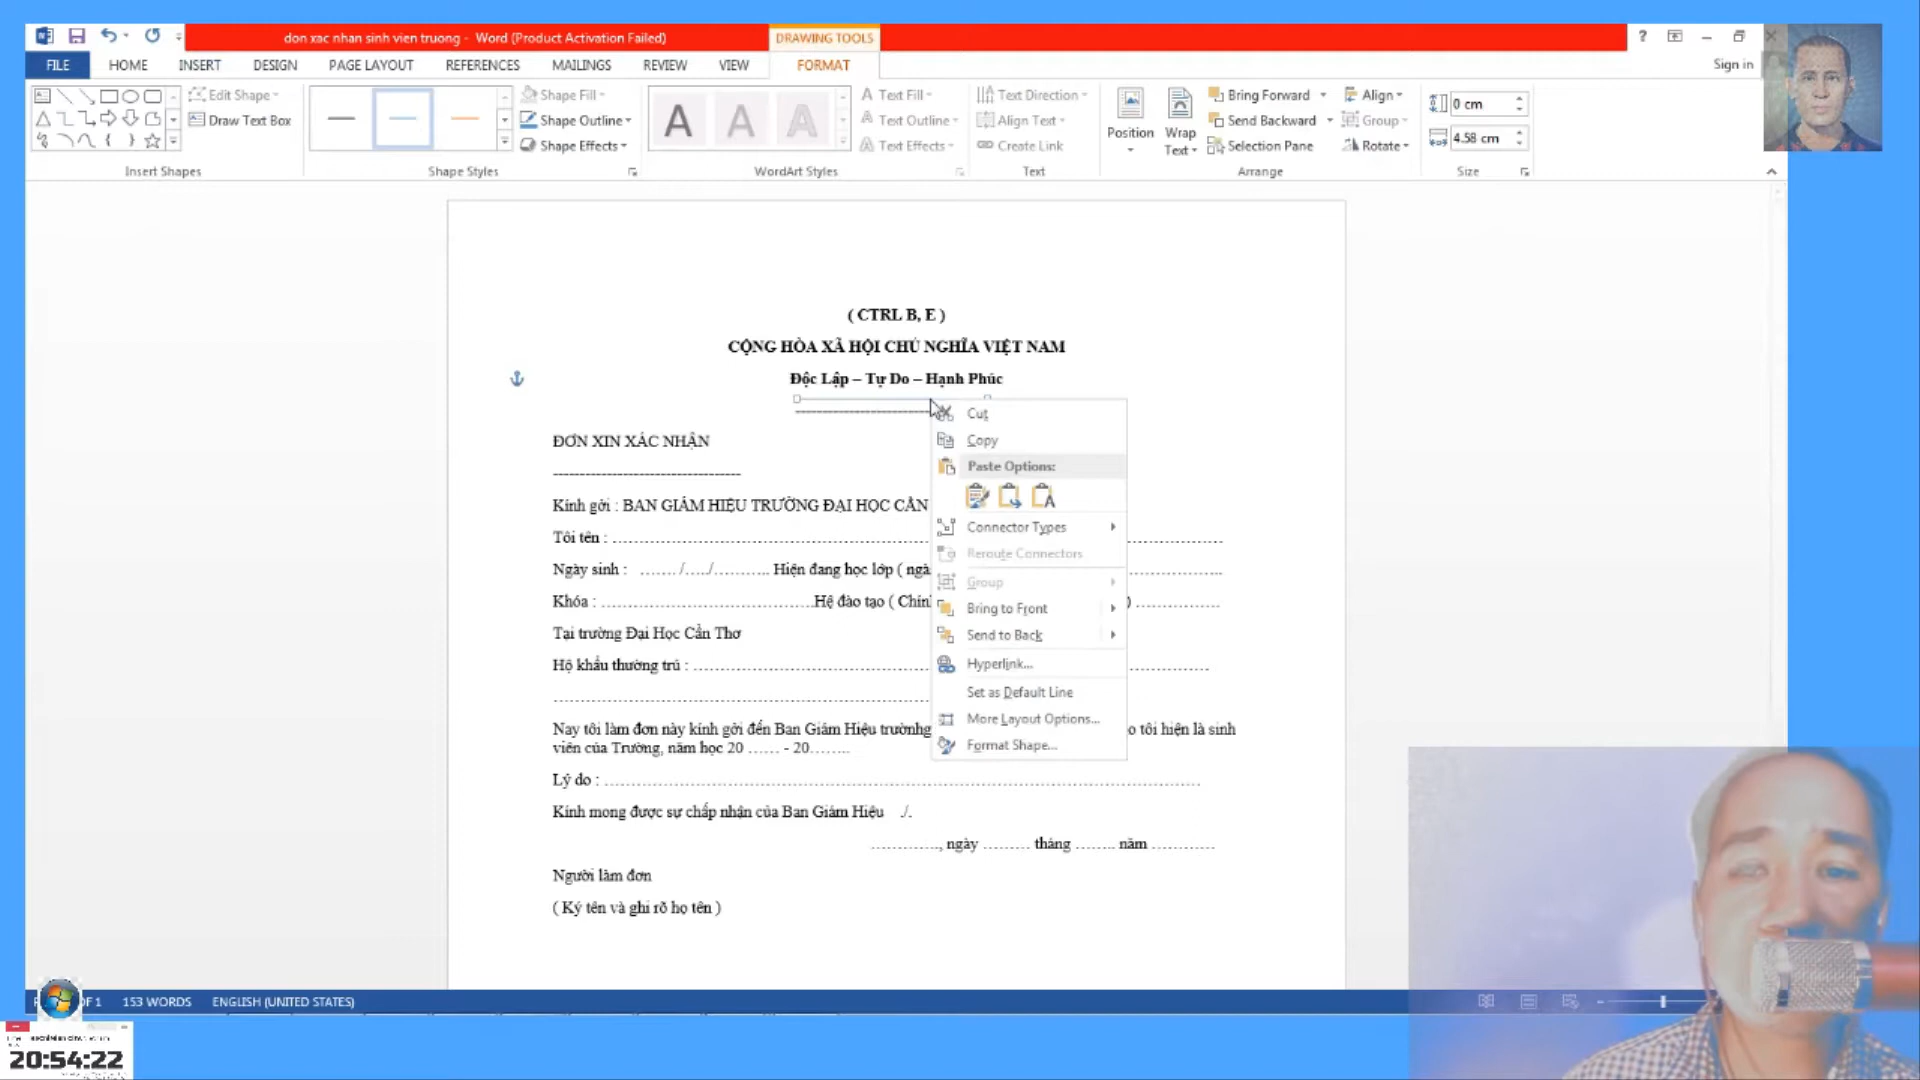 don xac nhan sinh vien truong - Word (Product Activation Failed)
DRAWING TOOLS
?
FILE HOME INSERT DESIGN PAGE LAYOUT REFERENCES MAILINGS REVIEW VIEW FORMAT
Sign in
Edit Shape
Draw Text Box
Insert Shapes
Shape Fill
Shape Outline
Shape Effects
Shape Styles
A A A
Text Fill
Text Outline
Text Effects
WordArt Styles
Text Direction
Align Text
Create Link
Text
Position
Wrap
Text
Bring Forward
Send Backward
Selection Pane
Align
Group
Rotate
Arrange
0 cm
4.58 cm
Size
( CTRL B, E )
CỘNG HÒA XÃ HỘI CHỦ NGHĨA VIỆT NAM
Độc Lập – Tự Do – Hạnh Phúc
ĐƠN XIN XÁC NHẬN
-----------------------------------
Kính gởi : BAN GIÁM HIỆU TRƯỜNG ĐẠI HỌC CẦN
Tôi tên : ……………………………………
Ngày sinh : ……. /…../……….. Hiện đang học lớp (
Khóa : ………………………………….Hệ đào tạo (
Tại trường Đại Học Cần Thơ
Hộ khẩu thường trú : ……………………………
Nay tôi làm đơn này kính gởi đến Ban Giám Hiệu trườnhg
tôi hiện là sinh
viên của Trường, năm học 20 …… - 20……..
Lý do : ……………………………………………………………………………
Kính mong được sự chấp nhận của Ban Giám Hiệu ./.
…………., ngày ……… tháng …….. năm …………
Người làm đơn
( Ký tên và ghi rõ họ tên )
Cut
Copy
Paste Options:
Connector Types
Reroute Connectors
Group
Bring to Front
Send to Back
Hyperlink...
Set as Default Line
More Layout Options...
Format Shape...
OF 1 153 WORDS ENGLISH (UNITED STATES)
20:54:22